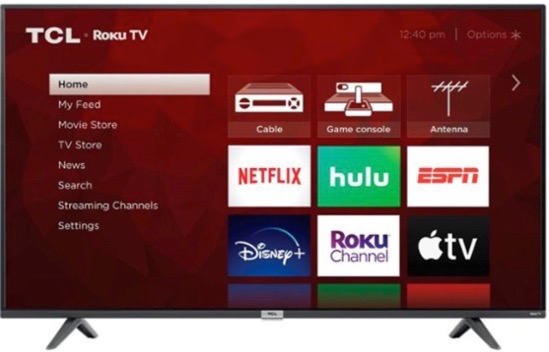 TCL · Roku TV
12:40 pm | Options
Home
My Feed
Movie Store
TV Store
News
Search
Streaming Channels
Settings
Cable
Game console
Antenna
NETFLIX
hulu
ESPN
Disney+
Roku
Channel
tv
TCL